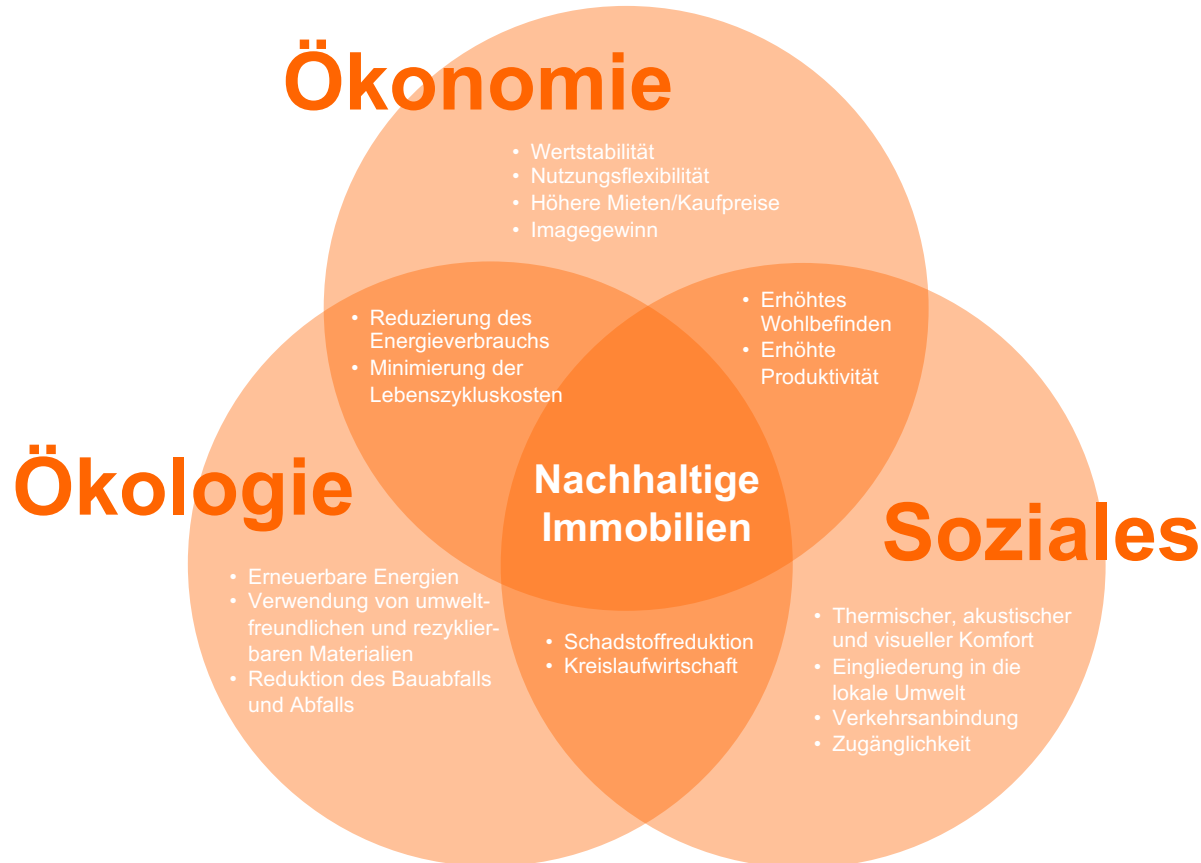 Ökonomie
• Wertstabilität
• Nutzungsflexibilität
• Höhere Mieten/Kaufpreise
• Imagegewinn
• Reduzierung des
Energieverbrauchs
• Minimierung der
Lebenszykluskosten
• Erhöhtes
Wohlbefinden
• Erhöhte
Produktivität
Ökologie
Nachhaltige
Immobilien
Soziales
• Erneuerbare Energien
• Verwendung von umwelt-
freundlichen und rezyklier-
baren Materialien
• Reduktion des Bauabfalls
und Abfalls
• Schadstoffreduktion
• Kreislaufwirtschaft
• Thermischer, akustischer
und visueller Komfort
• Eingliederung in die
lokale Umwelt
• Verkehrsanbindung
• Zugänglichkeit